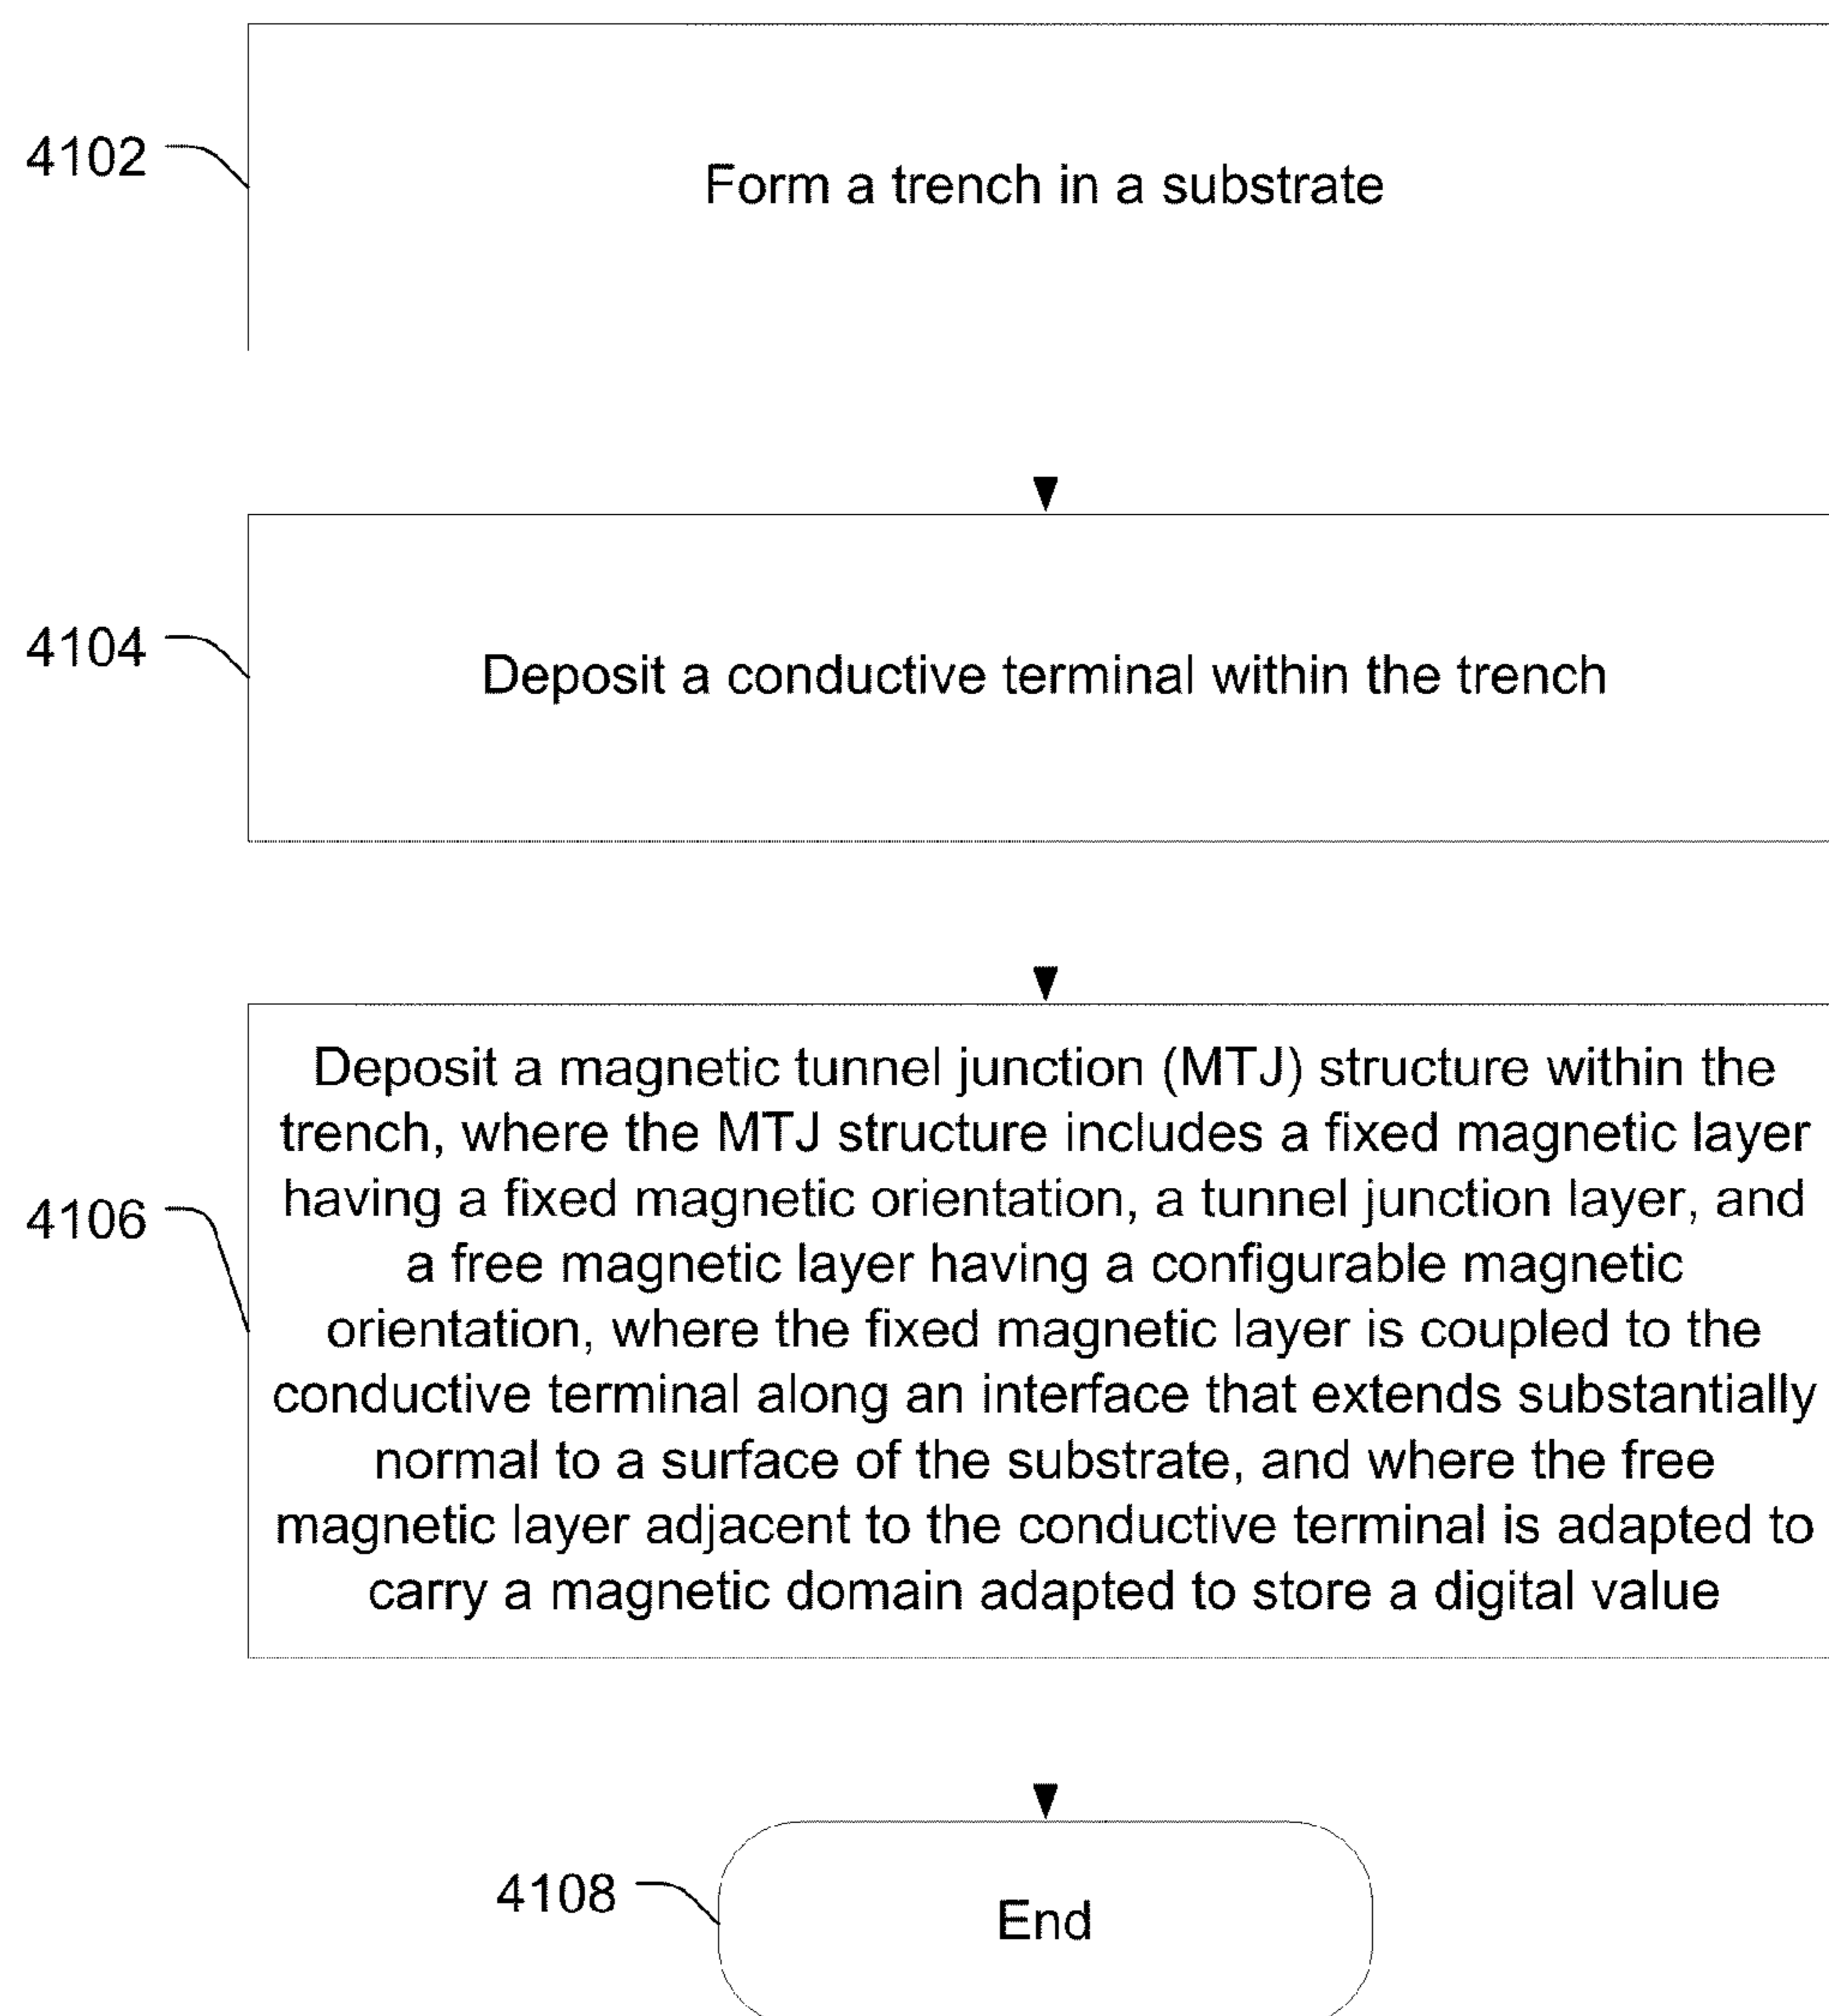 4102
Form a trench in a substrate
4104
Deposit a conductive terminal within the trench
4106
Deposit a magnetic tunnel junction (MTJ) structure within the
trench, where the MTJ structure includes a fixed magnetic layer
having a fixed magnetic orientation, a tunnel junction layer, and
a free magnetic layer having a configurable magnetic
orientation, where the fixed magnetic layer is coupled to the
conductive terminal along an interface that extends substantially
normal to a surface of the substrate, and where the free
magnetic layer adjacent to the conductive terminal is adapted to
carry a magnetic domain adapted to store a digital value
4108
End